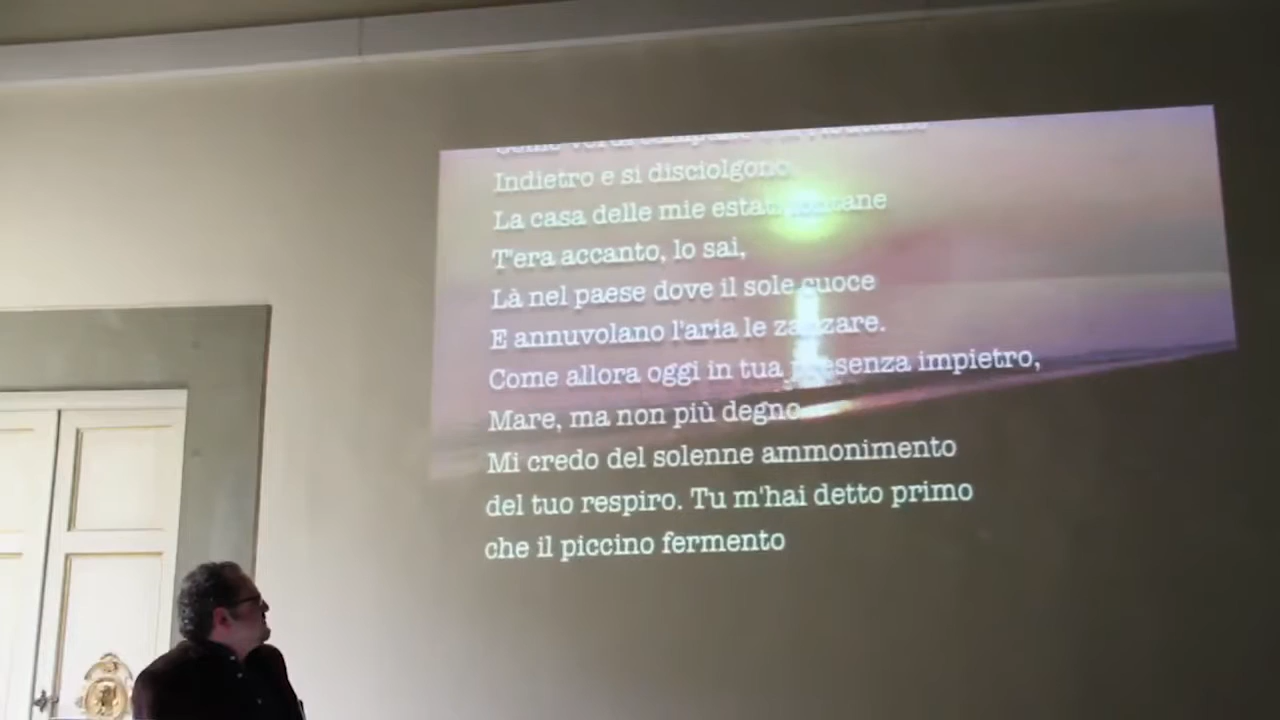 Indietro e si disciolgono.
La casa delle mie estati lontane
T'era accanto, lo sai,
Là nel paese dove il sole cuoce
E annuvolano l'aria le zanzare.
Come allora oggi in tua presenza impietro,
Mare, ma non più degno
Mi credo del solenne ammonimento
del tuo respiro. Tu m'hai detto primo
che il piccino fermento